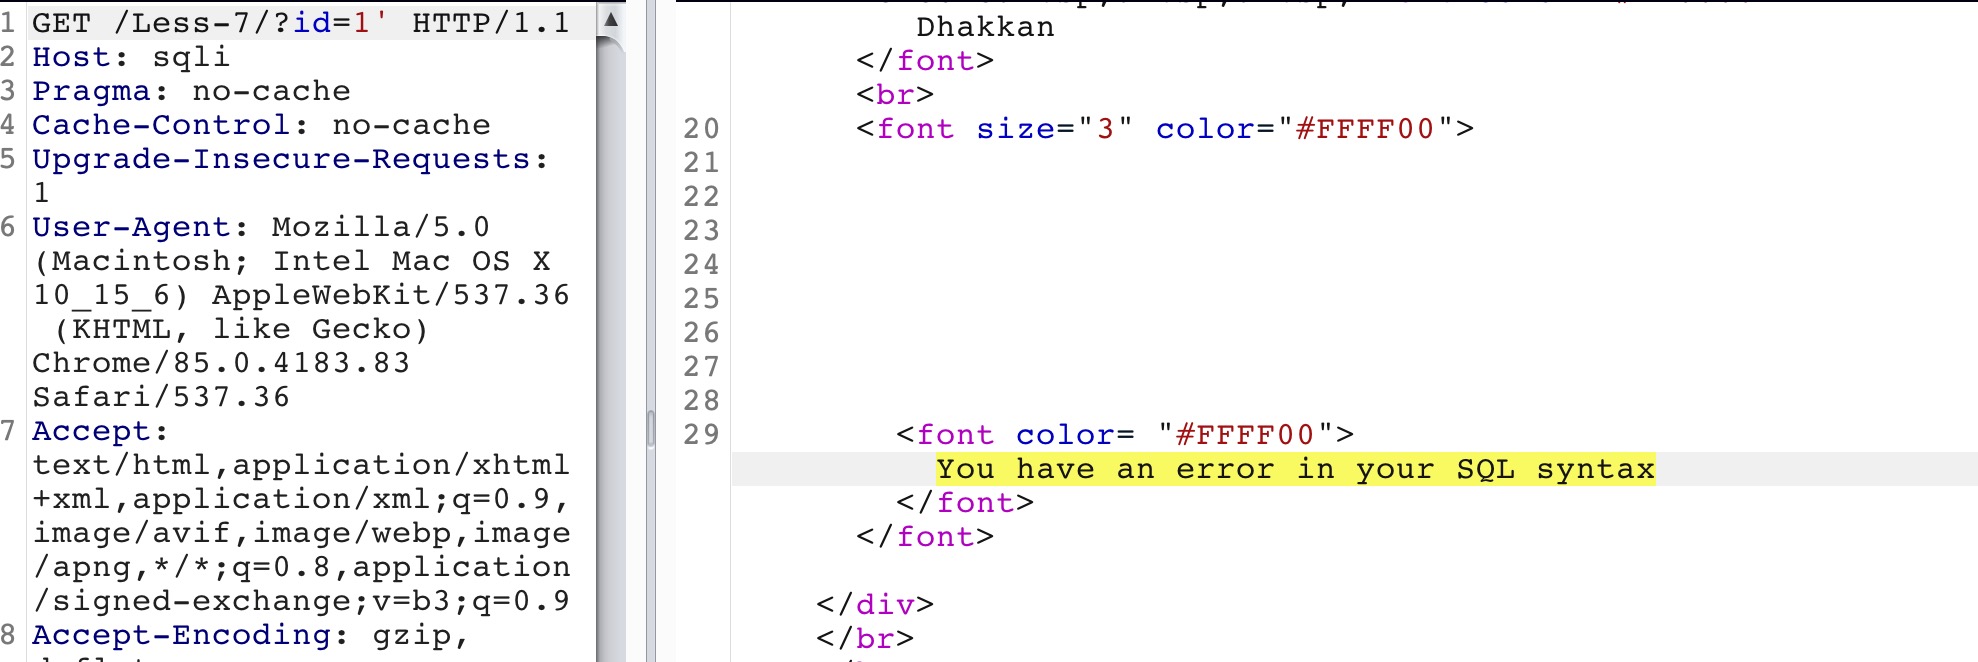 1 GET /Less-7/?id=1' HTTP/1.1
2 Host: sqli
3 Pragma: no-cache
4 Cache-Control: no-cache
5 Upgrade-Insecure-Requests:
1
6 User-Agent: Mozilla/5.0
(Macintosh; Intel Mac OS X
10_15_6) AppleWebKit/537.36
(KHTML, like Gecko)
Chrome/85.0.4183.83
Safari/537.36
7 Accept:
text/html,application/xhtml
+xml,application/xml;q=0.9,
image/avif,image/webp,image
/apng,*/*;q=0.8,application
/signed-exchange;v=b3;q=0.9
8 Accept-Encoding: gzip,
Dhakkan
</font>
<br>
20 <font size="3" color="#FFFF00">
21
22
23
24
25
26
27
28
29 <font color= "#FFFF00">
You have an error in your SQL syntax
</font>
</font>
</div>
</br>